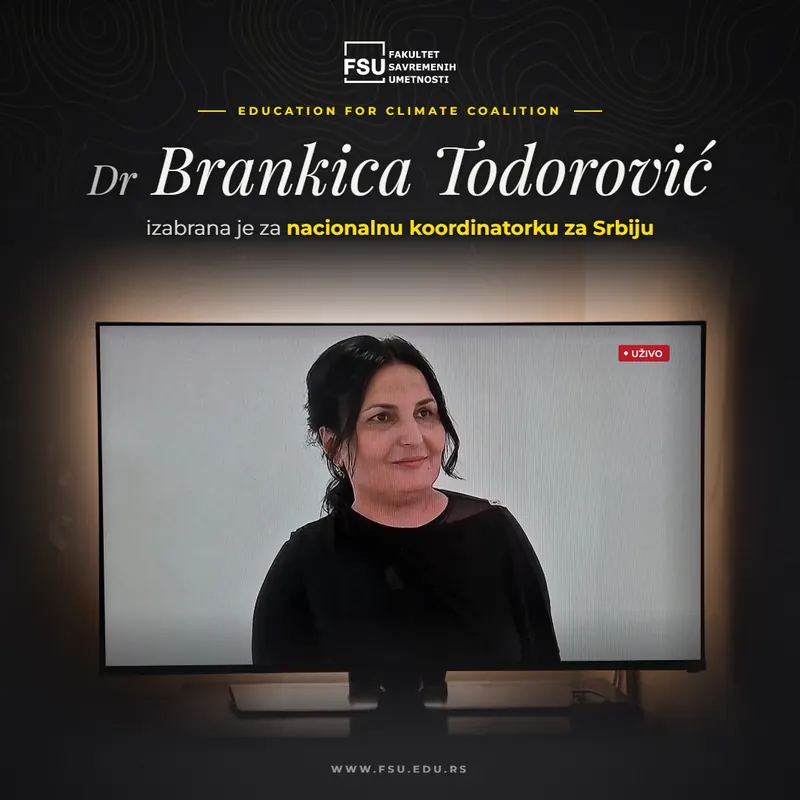 FSU
FAKULTET
SAVREMENIH
UMETNOSTI
EDUCATION FOR CLIMATE COALITION
Dr Brankica Todorović
izabrana je za nacionalnu koordinatorku za Srbiju
• UŽIVO
WWW.FSU.EDU.RS